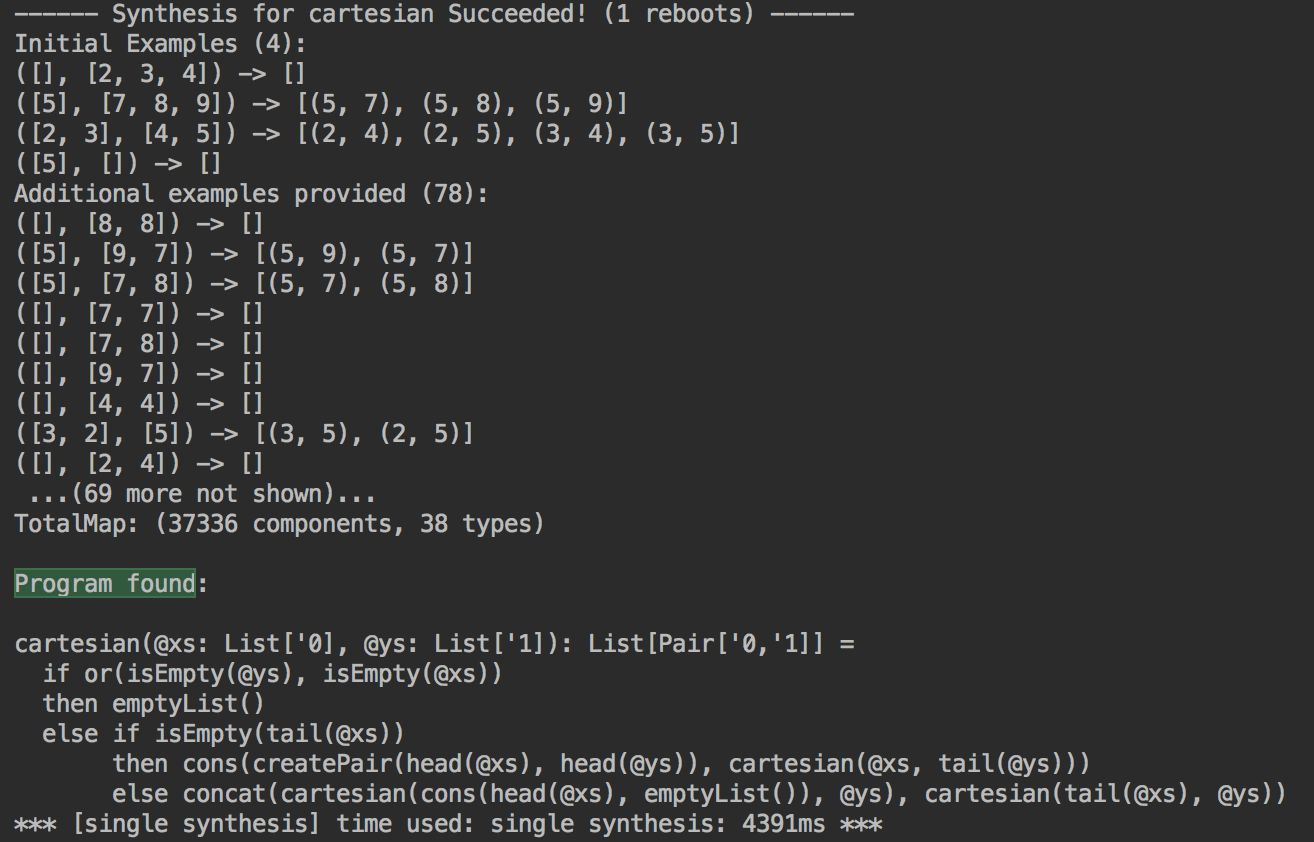 ------ Synthesis for cartesian Succeeded! (1 reboots) ------
Initial Examples (4):
([], [2, 3, 4]) -> []
([5], [7, 8, 9]) -> [(5, 7), (5, 8), (5, 9)]
([2, 3], [4, 5]) -> [(2, 4), (2, 5), (3, 4), (3, 5)]
([5], []) -> []
Additional examples provided (78):
([], [8, 8]) -> []
([5], [9, 7]) -> [(5, 9), (5, 7)]
([5], [7, 8]) -> [(5, 7), (5, 8)]
([], [7, 7]) -> []
([], [7, 8]) -> []
([], [9, 7]) -> []
([], [4, 4]) -> []
([3, 2], [5]) -> [(3, 5), (2, 5)]
([], [2, 4]) -> []
 ...(69 more not shown)...
TotalMap: (37336 components, 38 types)
Program found:
cartesian(@xs: List['0], @ys: List['1]): List[Pair['0,'1]] =
  if or(isEmpty(@ys), isEmpty(@xs))
  then emptyList()
  else if isEmpty(tail(@xs))
       then cons(createPair(head(@xs), head(@ys)), cartesian(@xs, tail(@ys)))
       else concat(cartesian(cons(head(@xs), emptyList()), @ys), cartesian(tail(@xs), @ys))
*** [single synthesis] time used: single synthesis: 4391ms ***